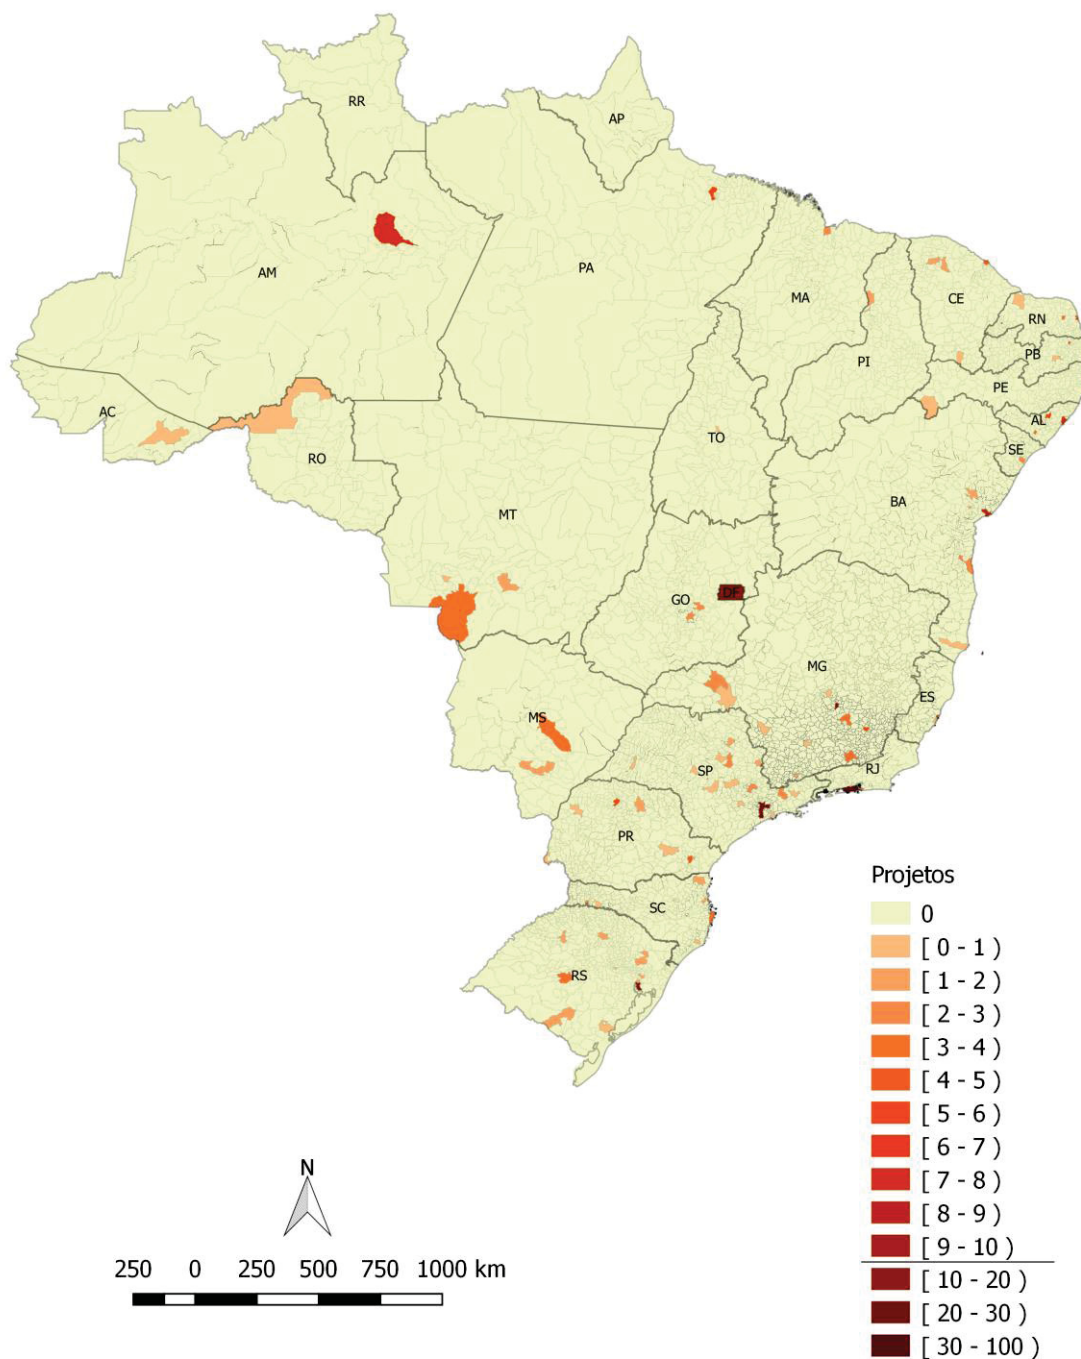 RR
AP
AM
PA
MA
CE
RN
PB
PI
PE
AC
AL
TO
SE
RO
BA
MT
DF
GO
MG
ES
MS
RJ
SP
PR
SC
RS
Projetos
0
[ 0 - 1 )
[ 1 - 2 )
[ 2 - 3 )
[ 3 - 4 )
[ 4 - 5 )
[ 5 - 6 )
[ 6 - 7 )
[ 7 - 8 )
[ 8 - 9 )
[ 9 - 10 )
[ 10 - 20 )
[ 20 - 30 )
[ 30 - 100 )
N
250 0 250 500 750 1000 km